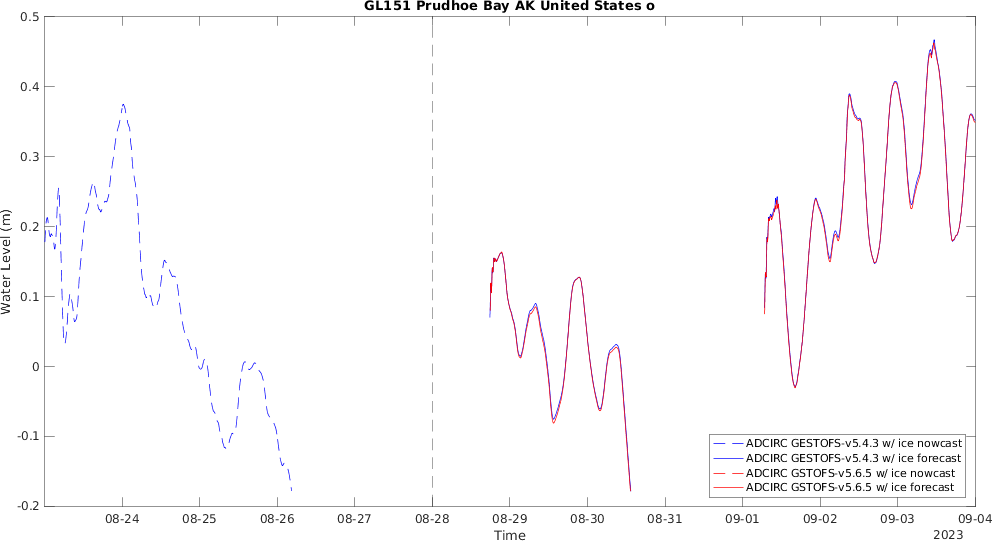 GL151 Prudhoe Bay AK United States o
0.5
0.4
0.3
0.2
0.1
0
-0.1
-0.2
Water Level (m)
ADCIRC GESTOFS-v5.4.3 w/ ice nowcast
ADCIRC GESTOFS-v5.4.3 w/ ice forecast
ADCIRC GSTOFS-v5.6.5 w/ ice nowcast
ADCIRC GSTOFS-v5.6.5 w/ ice forecast
08-24 08-25 08-26 08-27 08-28 08-29 08-30 08-31 09-01 09-02 09-03 09-04
Time
2023